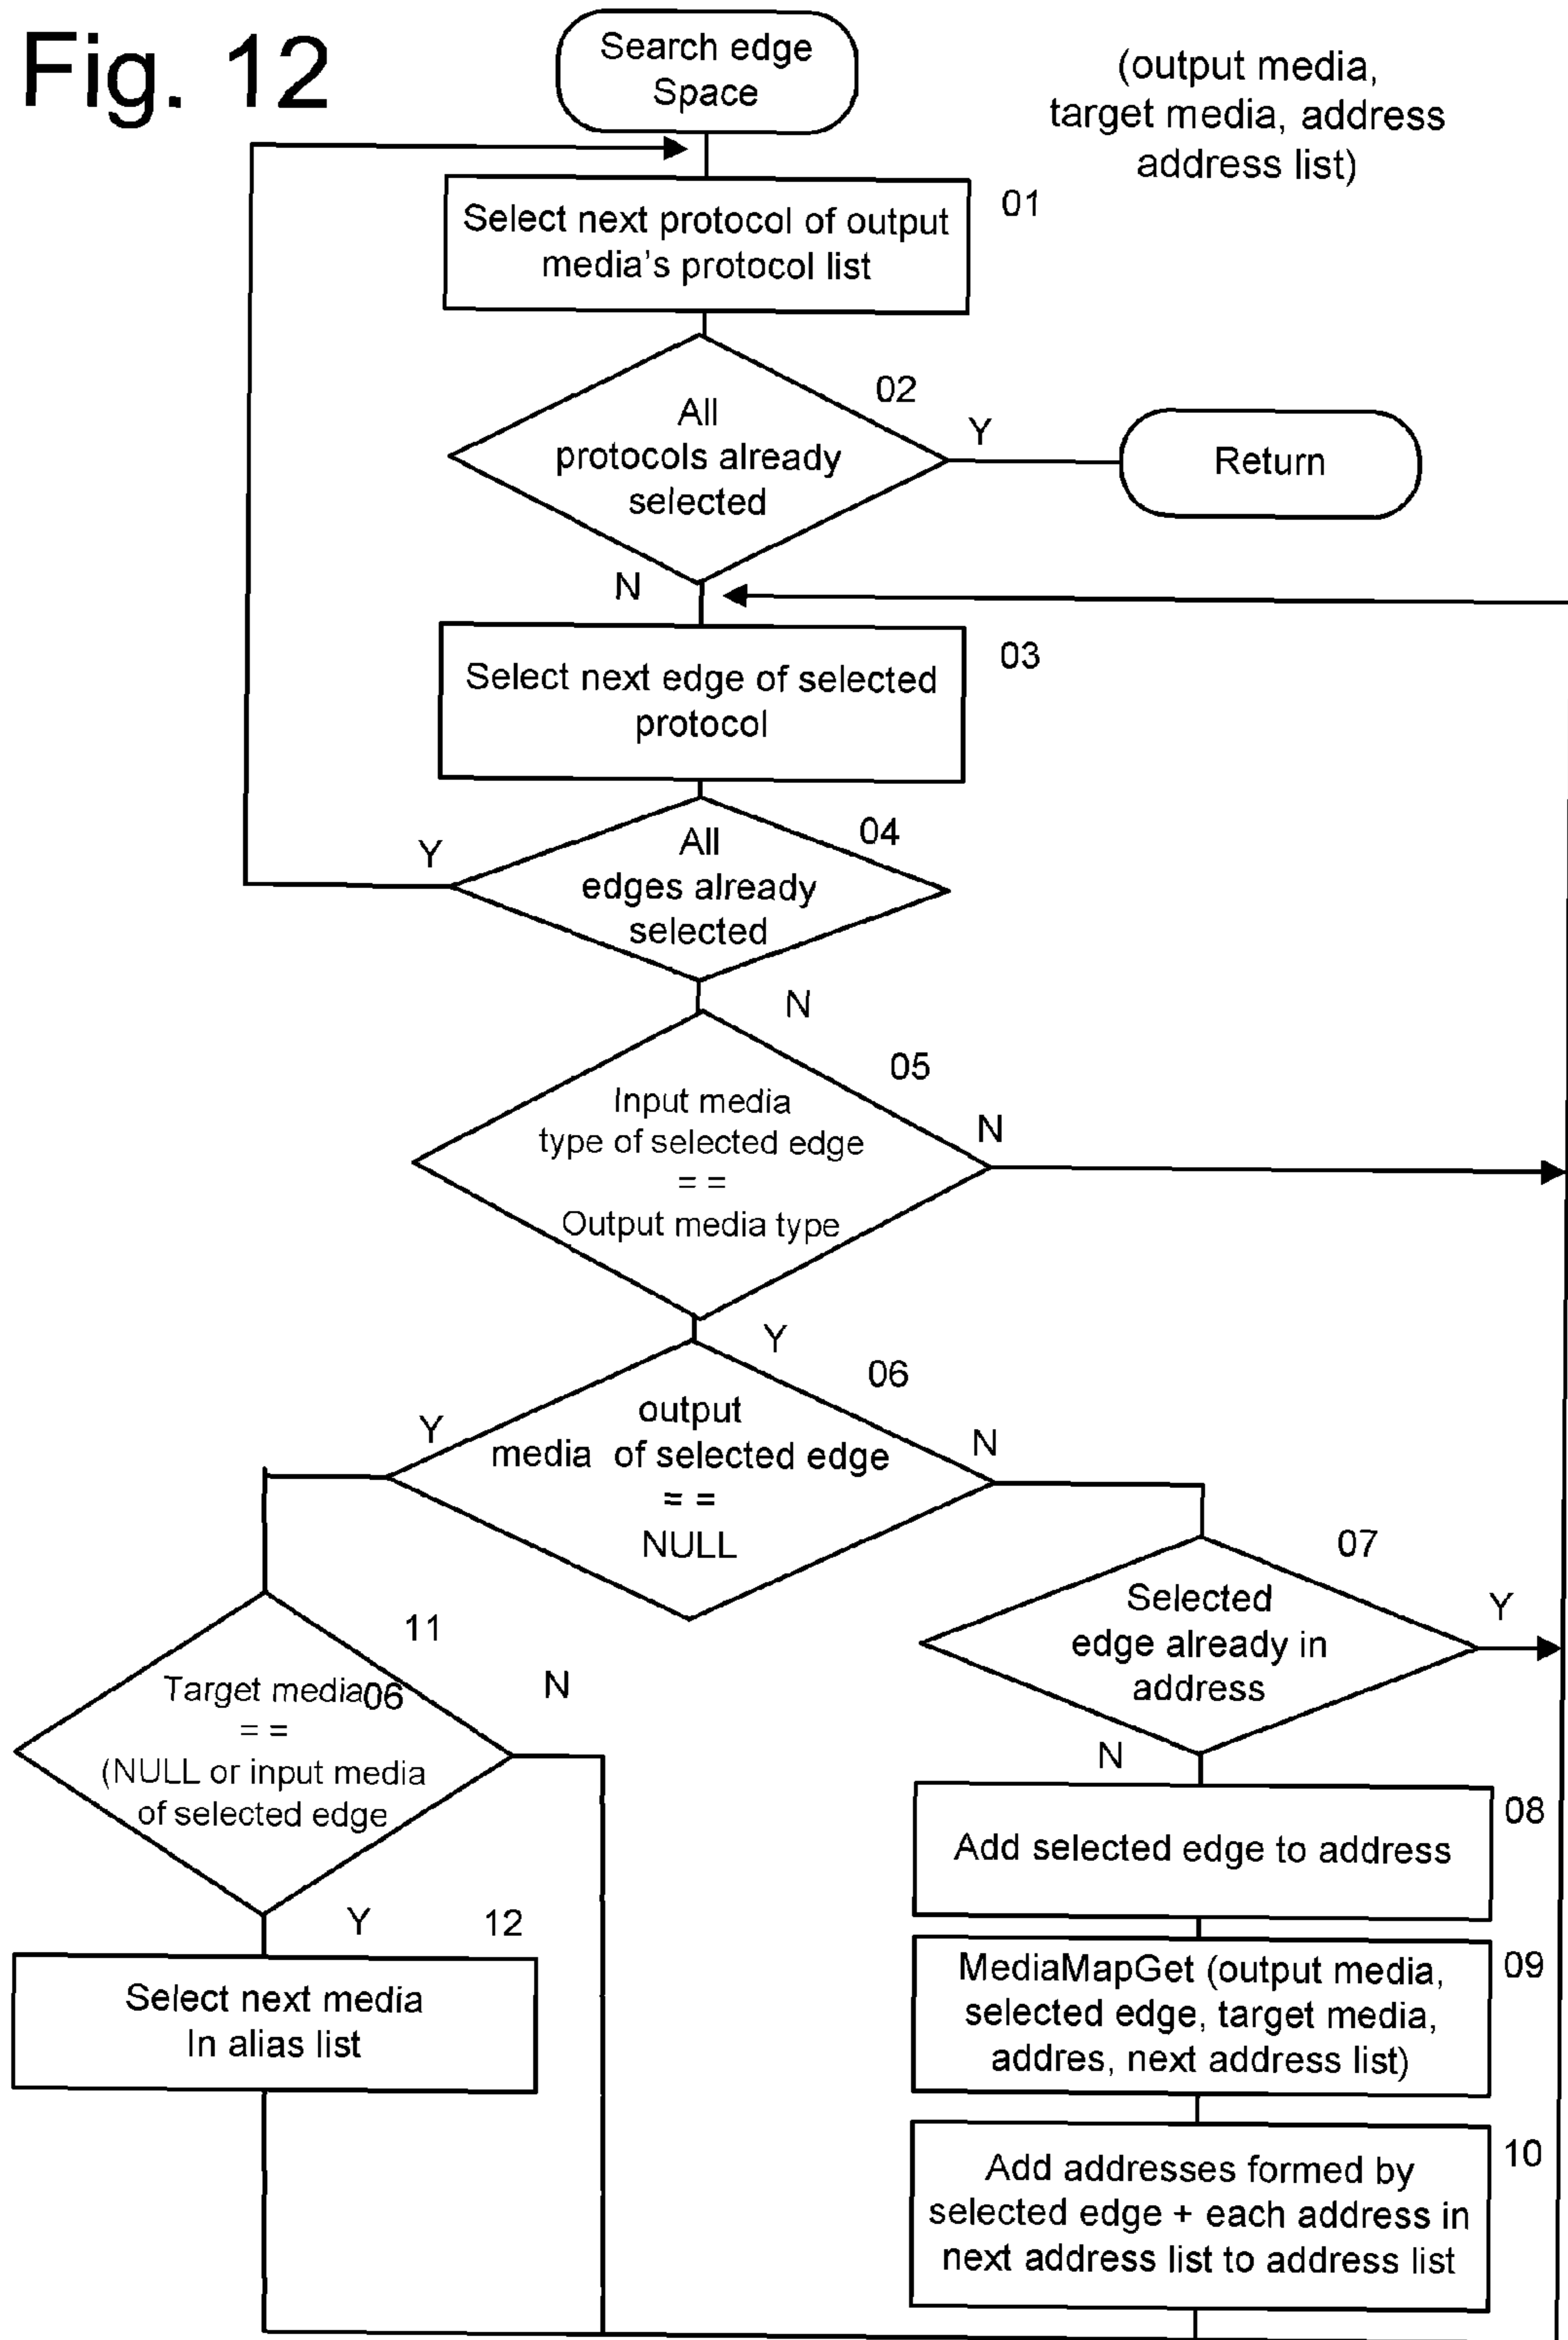 Fig. 12
Search edge
Space
(output media,
target media, address
address list)
01
Select next protocol of output
media's protocol list
02
All
protocols already
selected
Y
Return
N
03
Select next edge of selected
protocol
04
Y
All
edges already
selected
N
05
Input media
type of selected edge
= =
Output media type
N
Y
06
output
media of selected edge
= =
NULL
Y
N
07
Selected
edge already in
address
Y
11
Target media06
= =
(NULL or input media
of selected edge
N
N
08
Add selected edge to address
Y
12
Select next media
In alias list
09
MediaMapGet (output media,
selected edge, target media,
addres, next address list)
10
Add addresses formed by
selected edge + each address in
next address list to address list